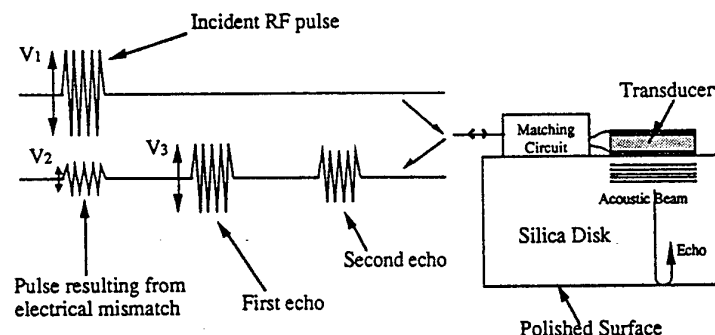 Incident RF pulse
V1
V2
V3
Pulse resulting from
electrical mismatch
First echo
Second echo
Matching
Circuit
Transducer
Acoustic Beam
Silica Disk
Echo
Polished Surface